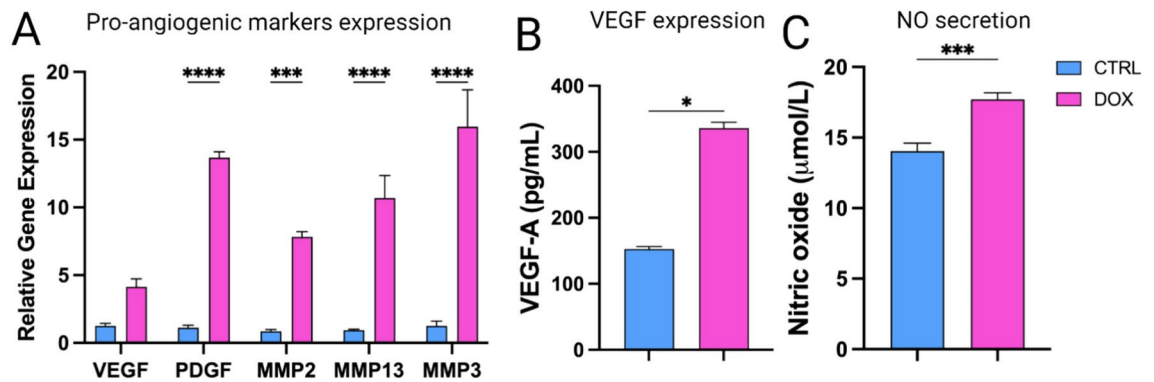 A
Pro-angiogenic markers expression
Relative Gene Expression
20
15
10
5
0
****
***
****
****
VEGF
PDGF
MMP2
MMP13
MMP3
B
VEGF expression
VEGF-A (pg/mL)
400
300
200
100
0
*
C
NO secretion
Nitric oxide (μmol/L)
20
15
10
5
0
***
CTRL
DOX